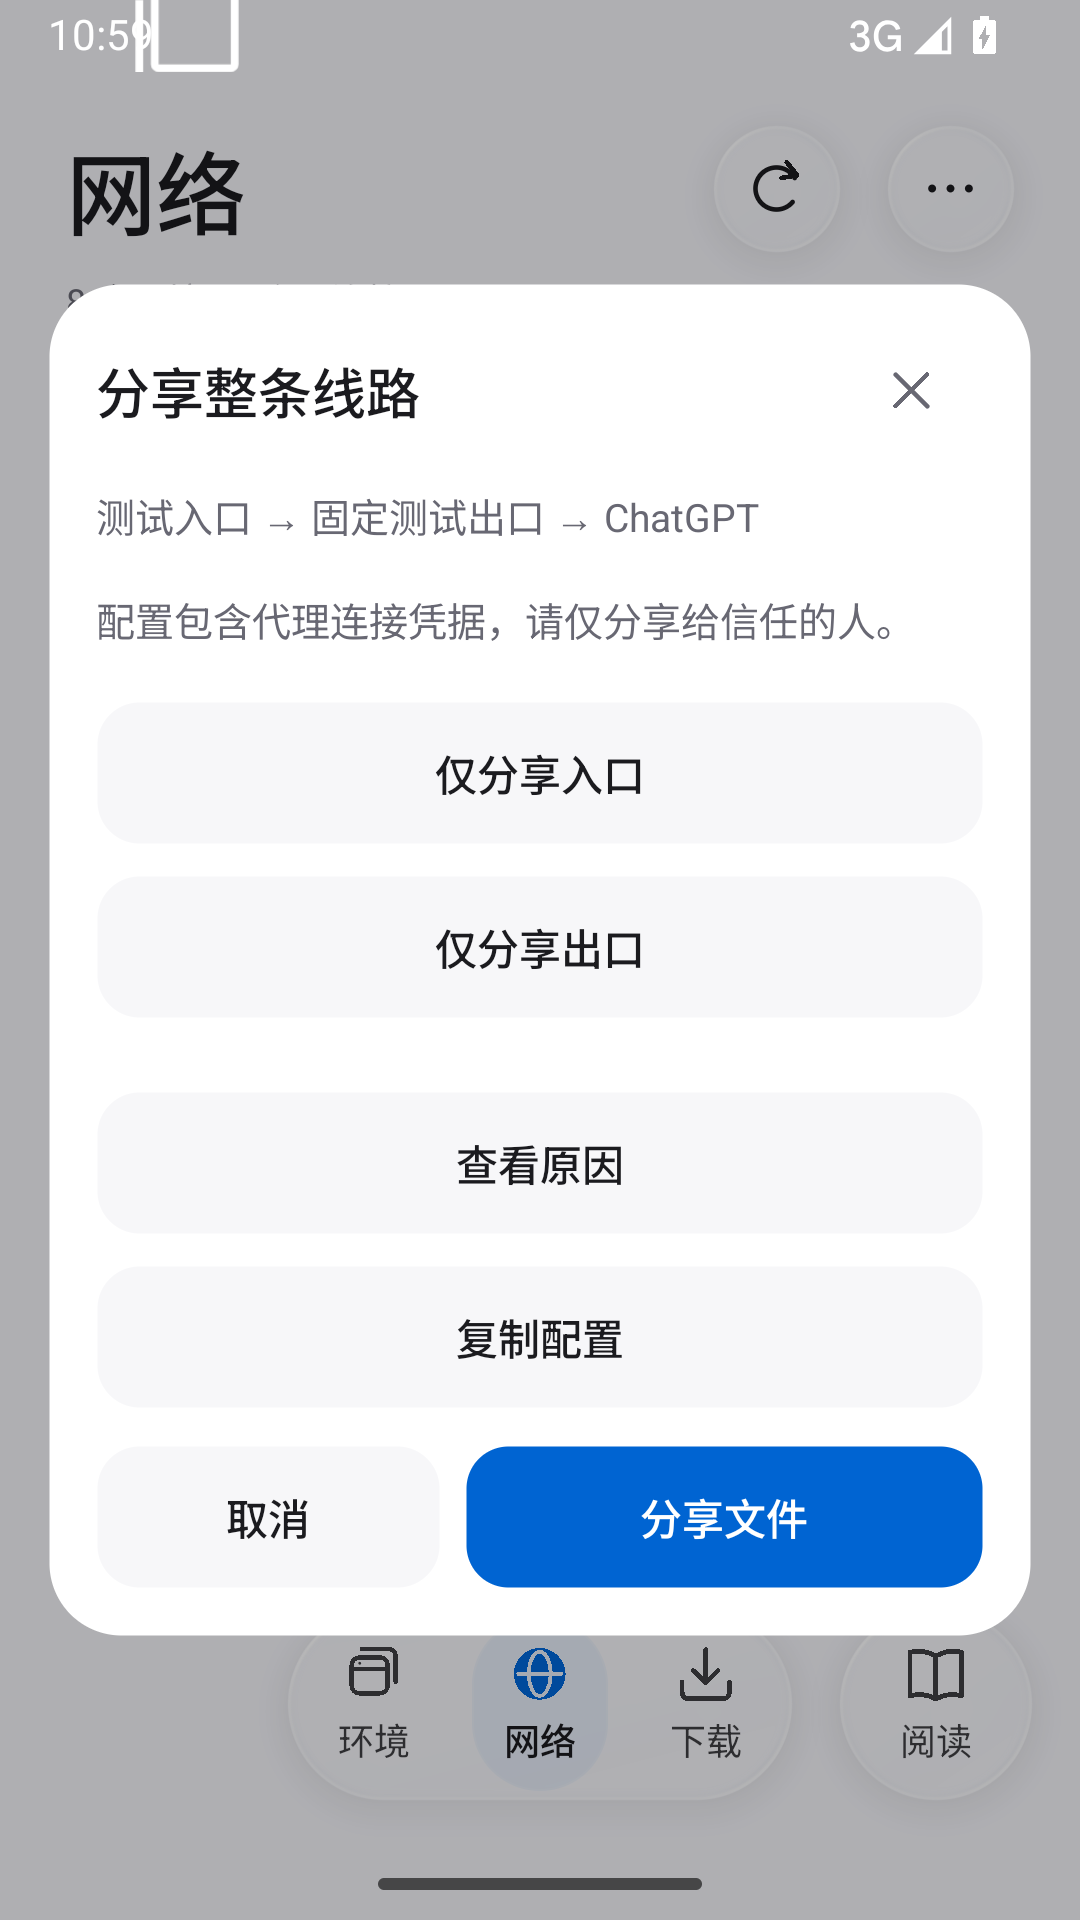 10:59
3G
网络
分享整条线路
测试入口 → 固定测试出口 → ChatGPT
配置包含代理连接凭据，请仅分享给信任的人。
仅分享入口
仅分享出口
查看原因
复制配置
取消
分享文件
环境
网络
下载
阅读